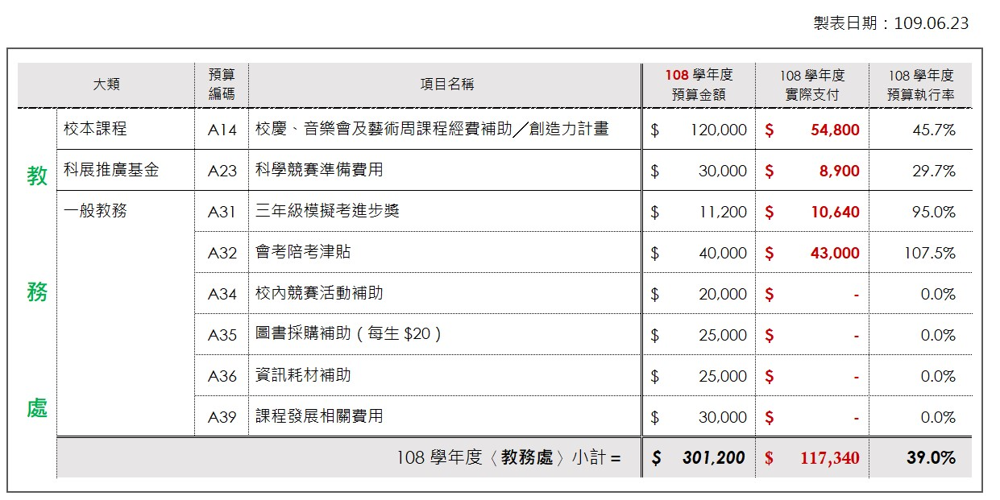 製表日期：109.06.23
大類 預算編碼 項目名稱 108 學年度預算金額 108 學年度實際支付 108 學年度預算執行率
教務處
校本課程 A14 校慶、音樂會及藝術周課程經費補助／創造力計畫 $ 120,000 $ 54,800 45.7%
科展推廣基金 A23 科學競賽準備費用 $ 30,000 $ 8,900 29.7%
一般教務 A31 三年級模擬考進步獎 $ 11,200 $ 10,640 95.0%
A32 會考陪考津貼 $ 40,000 $ 43,000 107.5%
A34 校內競賽活動補助 $ 20,000 $ - 0.0%
A35 圖書採購補助（每生 $20） $ 25,000 $ - 0.0%
A36 資訊耗材補助 $ 25,000 $ - 0.0%
A39 課程發展相關費用 $ 30,000 $ - 0.0%
108 學年度〈教務處〉小計 = $ 301,200 $ 117,340 39.0%